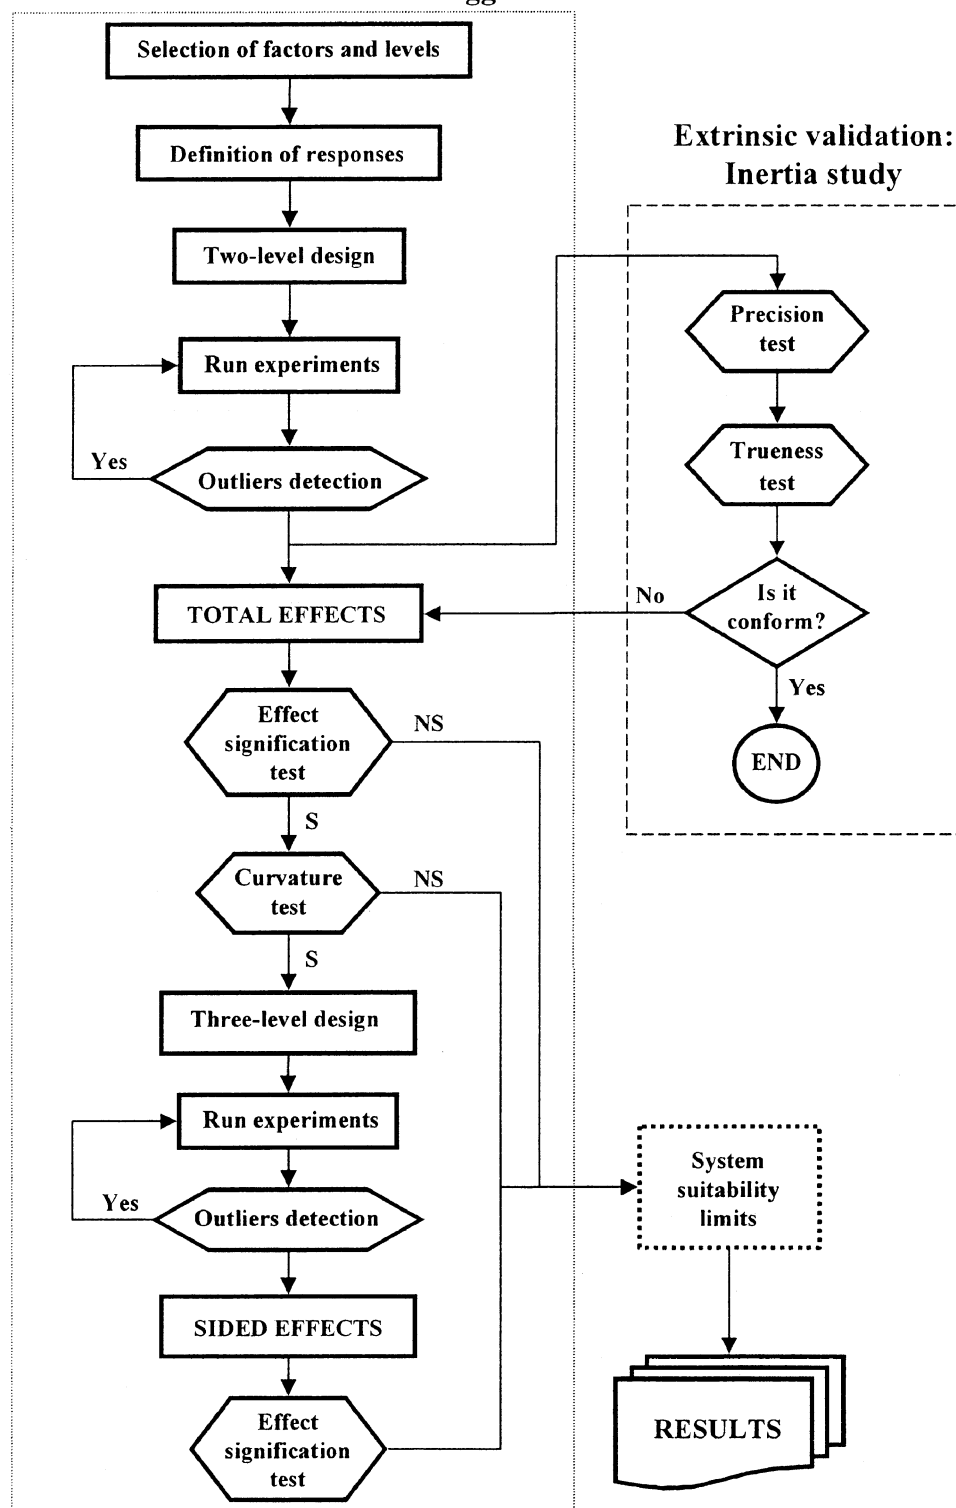 Selection of factors and levels
Definition of responses
Two-level design
Run experiments
Yes
Outliers detection
TOTAL EFFECTS
Effect
signification
test
NS
S
Curvature
test
NS
S
Three-level design
Run experiments
Yes
Outliers detection
SIDED EFFECTS
Effect
signification
test
Extrinsic validation:
Inertia study
Precision
test
Trueness
test
Is it
conform?
No
Yes
END
System
suitability
limits
RESULTS